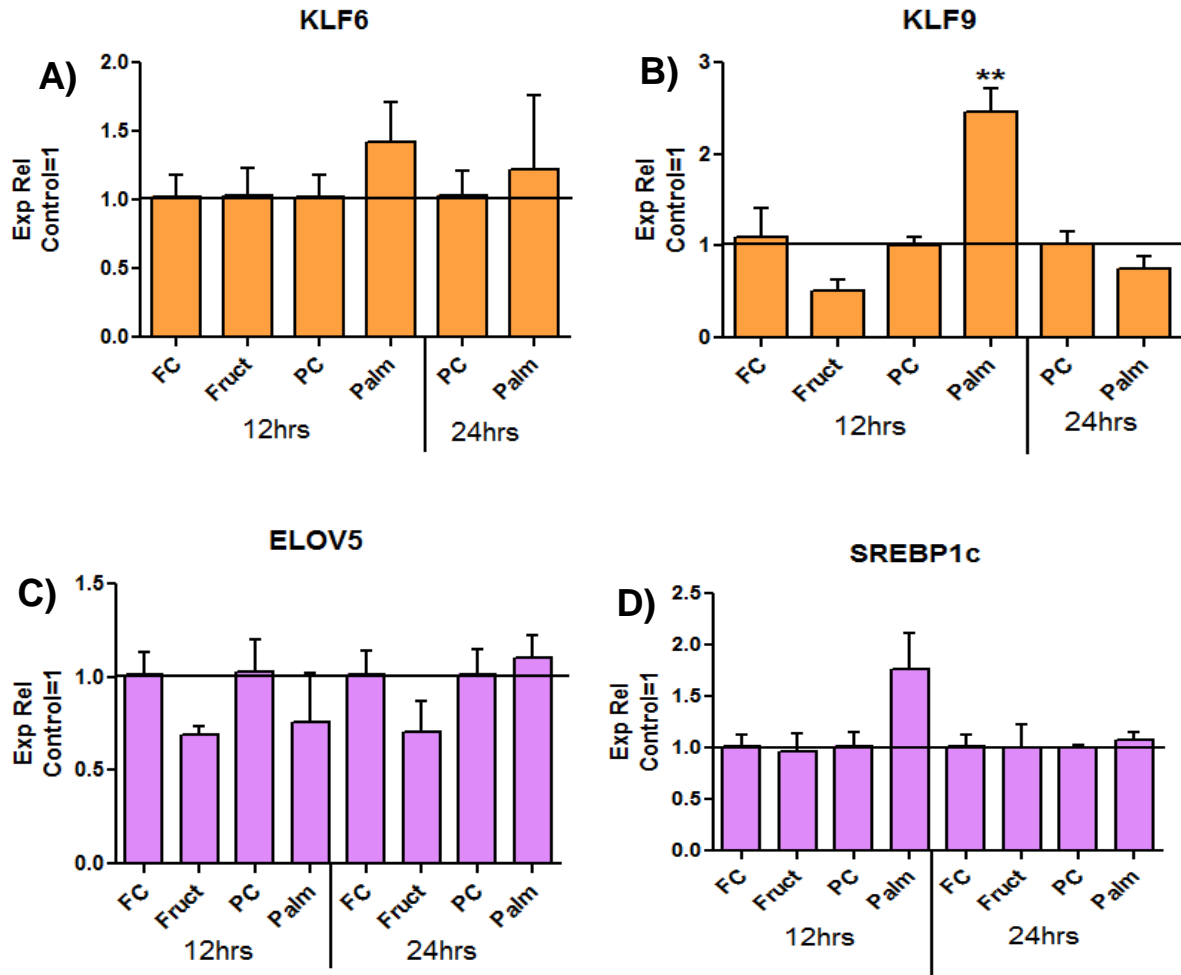 KLF6
A)
Exp Rel
Control=1
2.0
1.5
1.0
0.5
0.0
FC Fruct PC Palm PC Palm
12hrs 24hrs
KLF9
B)
Exp Rel
Control=1
3
2
1
0
**
FC Fruct PC Palm PC Palm
12hrs 24hrs
ELOV5
C)
Exp Rel
Control=1
1.5
1.0
0.5
0.0
FC Fruct PC Palm FC Fruct PC Palm
12hrs 24hrs
SREBP1c
D)
Exp Rel
Control=1
2.5
2.0
1.5
1.0
0.5
0.0
FC Fruct PC Palm FC Fruct PC Palm
12hrs 24hrs